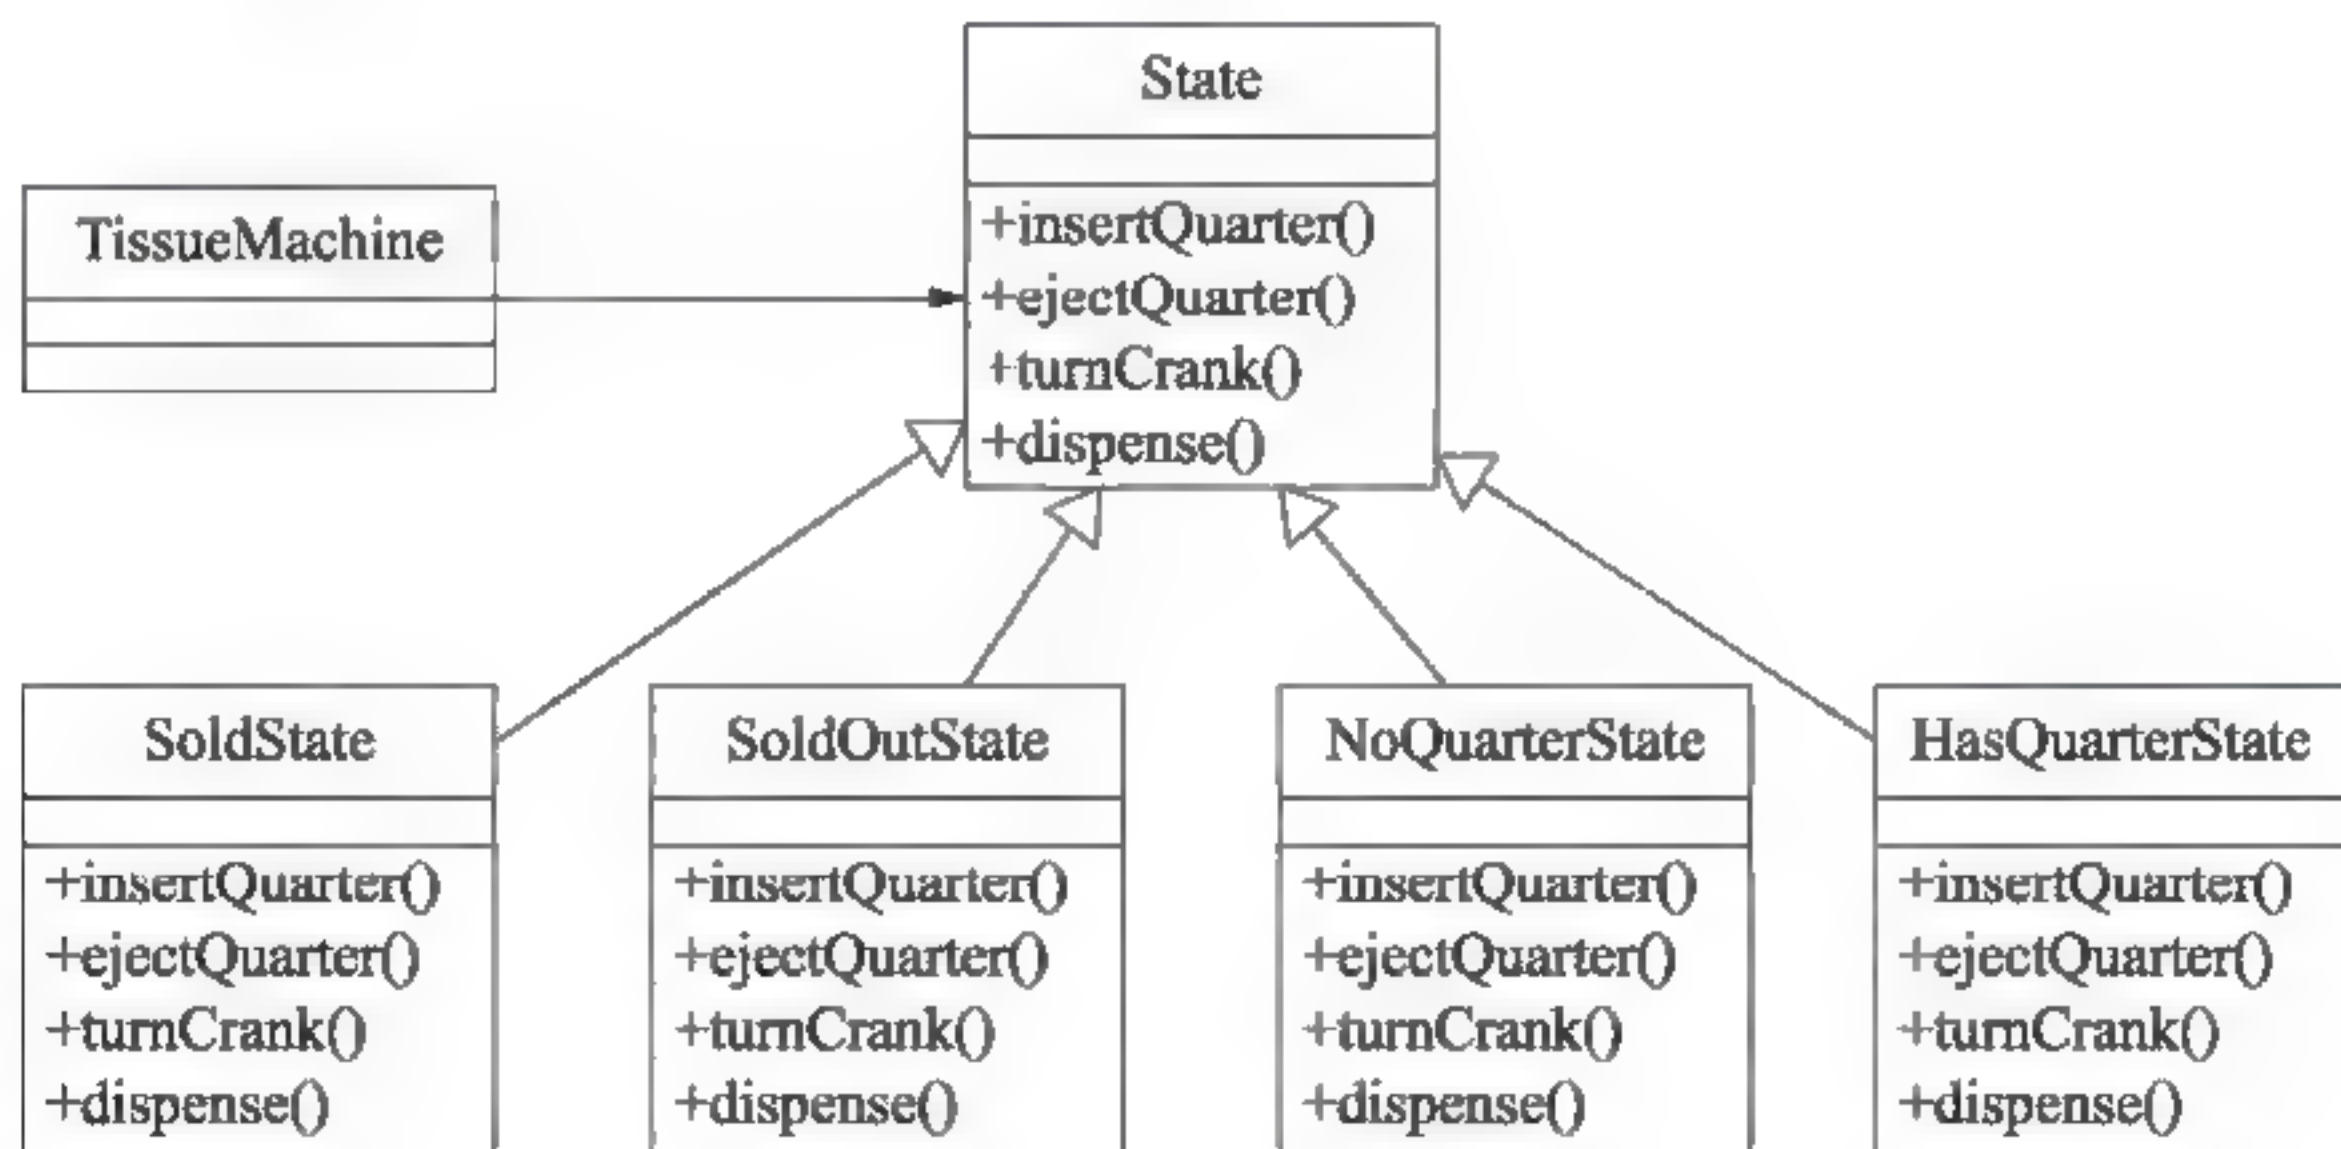 State
+insertQuarter()
+ejectQuarter()
+turnCrank()
+dispense()
TissueMachine
SoldState
+insertQuarter()
+ejectQuarter()
+turnCrank()
+dispense()
SoldOutState
+insertQuarter()
+ejectQuarter()
+turnCrank()
+dispense()
NoQuarterState
+insertQuarter()
+ejectQuarter()
+turnCrank()
+dispense()
HasQuarterState
+insertQuarter()
+ejectQuarter()
+turnCrank()
+dispense()